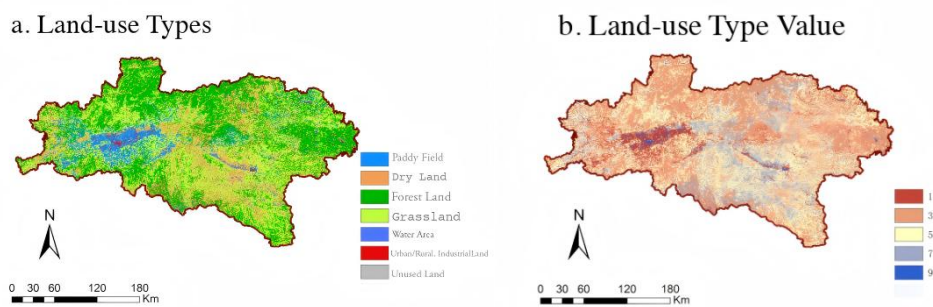 a. Land-use Types
b. Land-use Type Value
Paddy Field
Dry Land
Forest Land
Grassland
Water Area
Urban/Rural, IndustrialLand
Unused Land
N
0 30 60 120 180
Km
1
3
5
7
9
N
0 30 60 120 180
Km